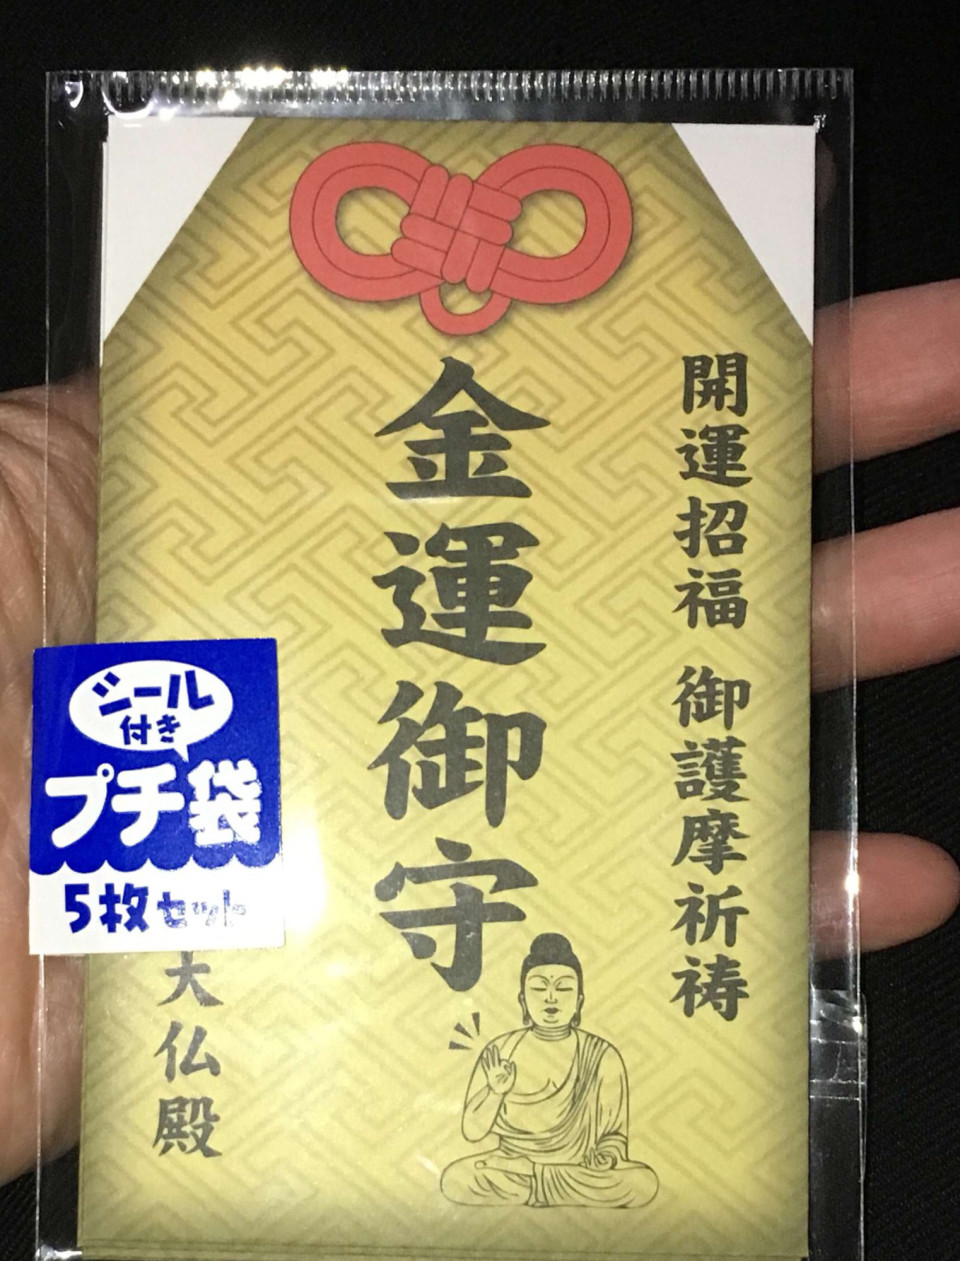 開運招福 御護摩祈祷
金運御守
大仏殿
シール
付き
プチ袋
5枚セット